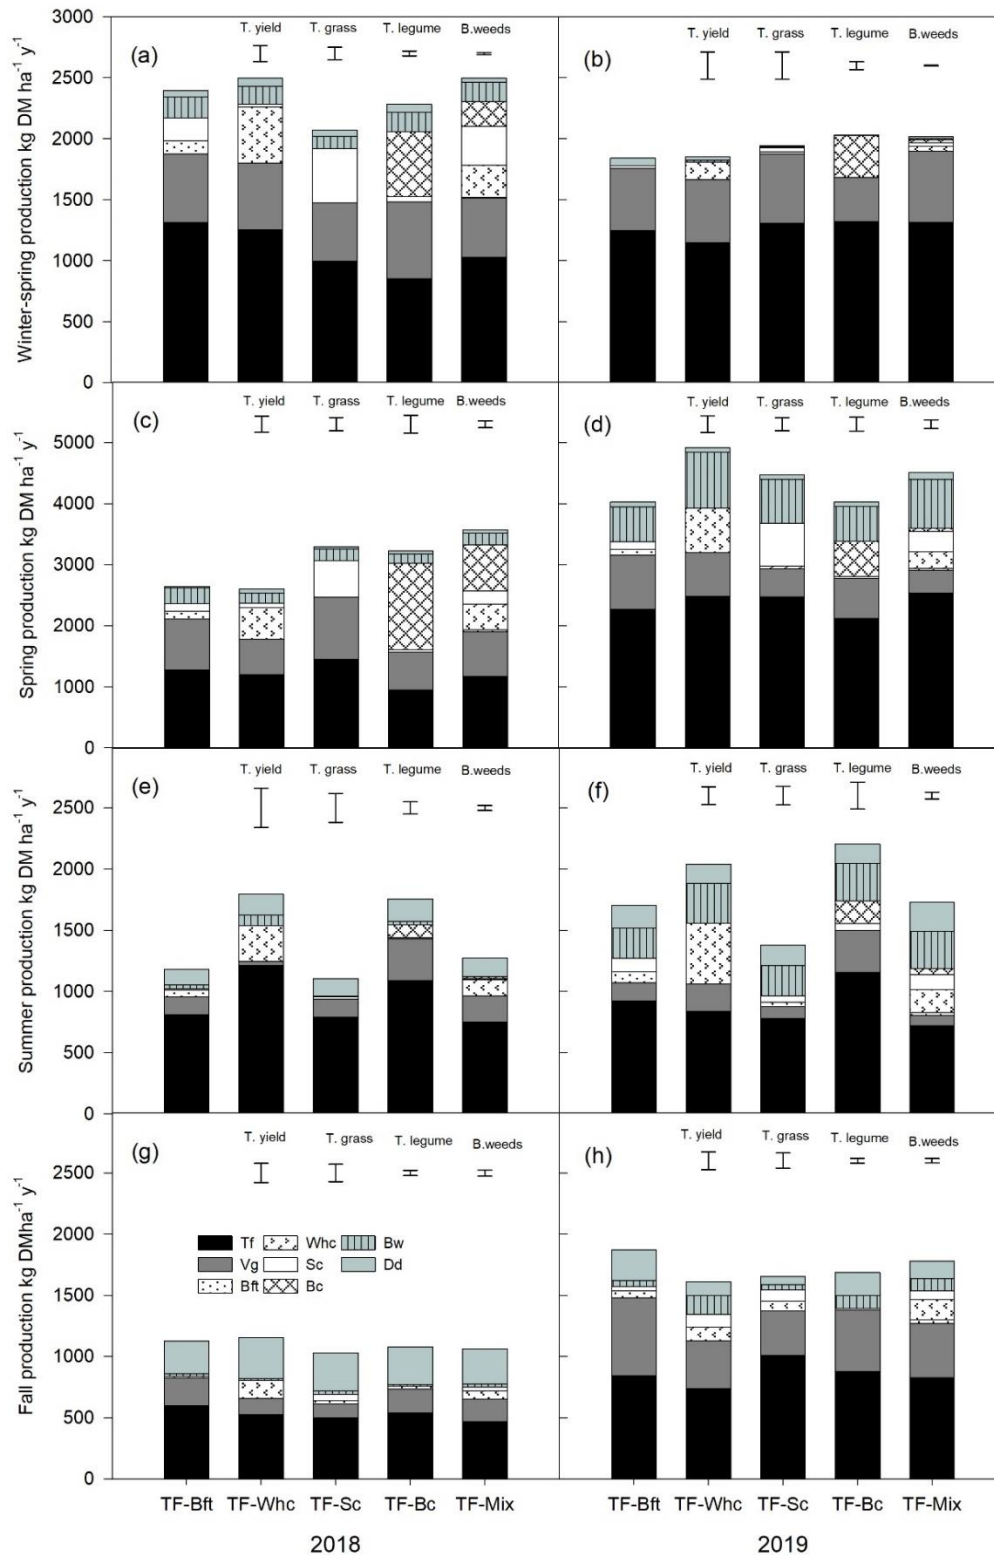 Winter-spring production kg DM ha⁻¹ y⁻¹
3000
2500
2000
1500
1000
500
0
(a)
T. yield T. grass T. legume B.weeds
(b)
T. yield T. grass T. legume B.weeds
Spring production kg DM ha⁻¹ y⁻¹
5000
4000
3000
2000
1000
0
(c)
T. yield T. grass T. legume B.weeds
(d)
T. yield T. grass T. legume B.weeds
Summer production kg DM ha⁻¹ y⁻¹
2500
2000
1500
1000
500
0
(e)
T. yield T. grass T. legume B.weeds
(f)
T. yield T. grass T. legume B.weeds
Fall production kg DMha⁻¹ y⁻¹
2500
2000
1500
1000
500
0
(g)
T. yield T. grass T. legume B.weeds
Tf Whc Bw
Vg Sc Dd
Bft Bc
(h)
T. yield T. grass T. legume B.weeds
TF-Bft TF-Whc TF-Sc TF-Bc TF-Mix
TF-Bft TF-Whc TF-Sc TF-Bc TF-Mix
2018
2019